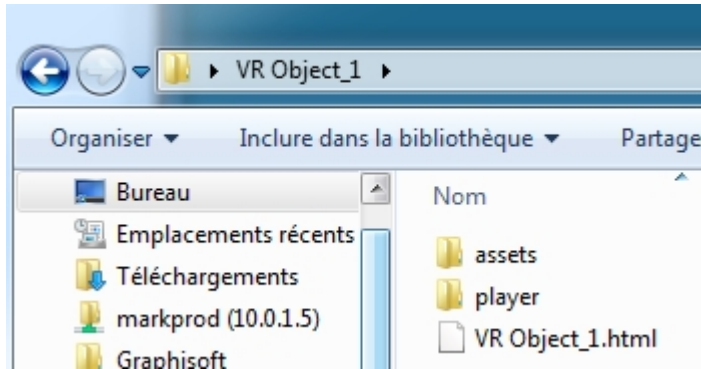 VR Object_1
Organiser Inclure dans la bibliothèque Partage
Bureau
Emplacements récents
Téléchargements
markprod (10.0.1.5)
Graphisoft
Nom
assets
player
VR Object_1.html